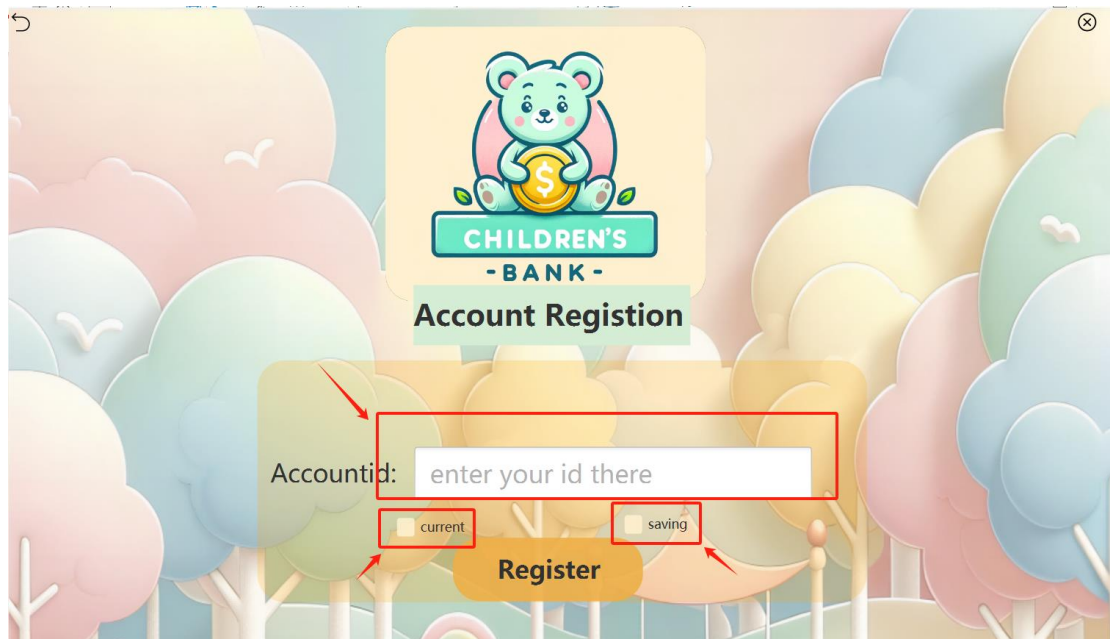 $
CHILDREN'S
-BANK-
Account Registion
Accountid: enter your id there
current saving
Register